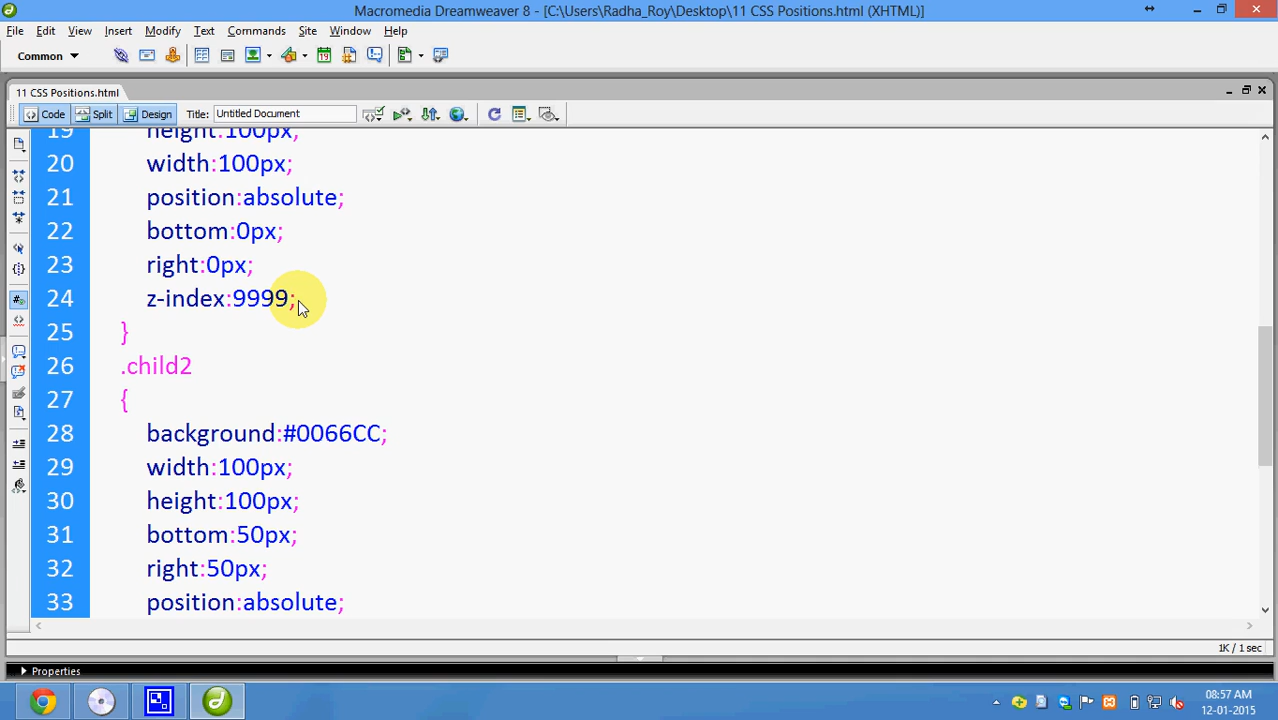 Macromedia Dreamweaver 8 - [C:\Users\Radha_Roy\Desktop\11 CSS Positions.html (XHTML)]
File Edit View Insert Modify Text Commands Site Window Help
Common
11 CSS Positions.html
Code Split Design Title: Untitled Document
19 height:100px;
20 width:100px;
21 position:absolute;
22 bottom:0px;
23 right:0px;
24 z-index:9999;
25 }
26 .child2
27 {
28 background:#0066CC;
29 width:100px;
30 height:100px;
31 bottom:50px;
32 right:50px;
33 position:absolute;
1K / 1 sec
Properties
08:57 AM
12-01-2015